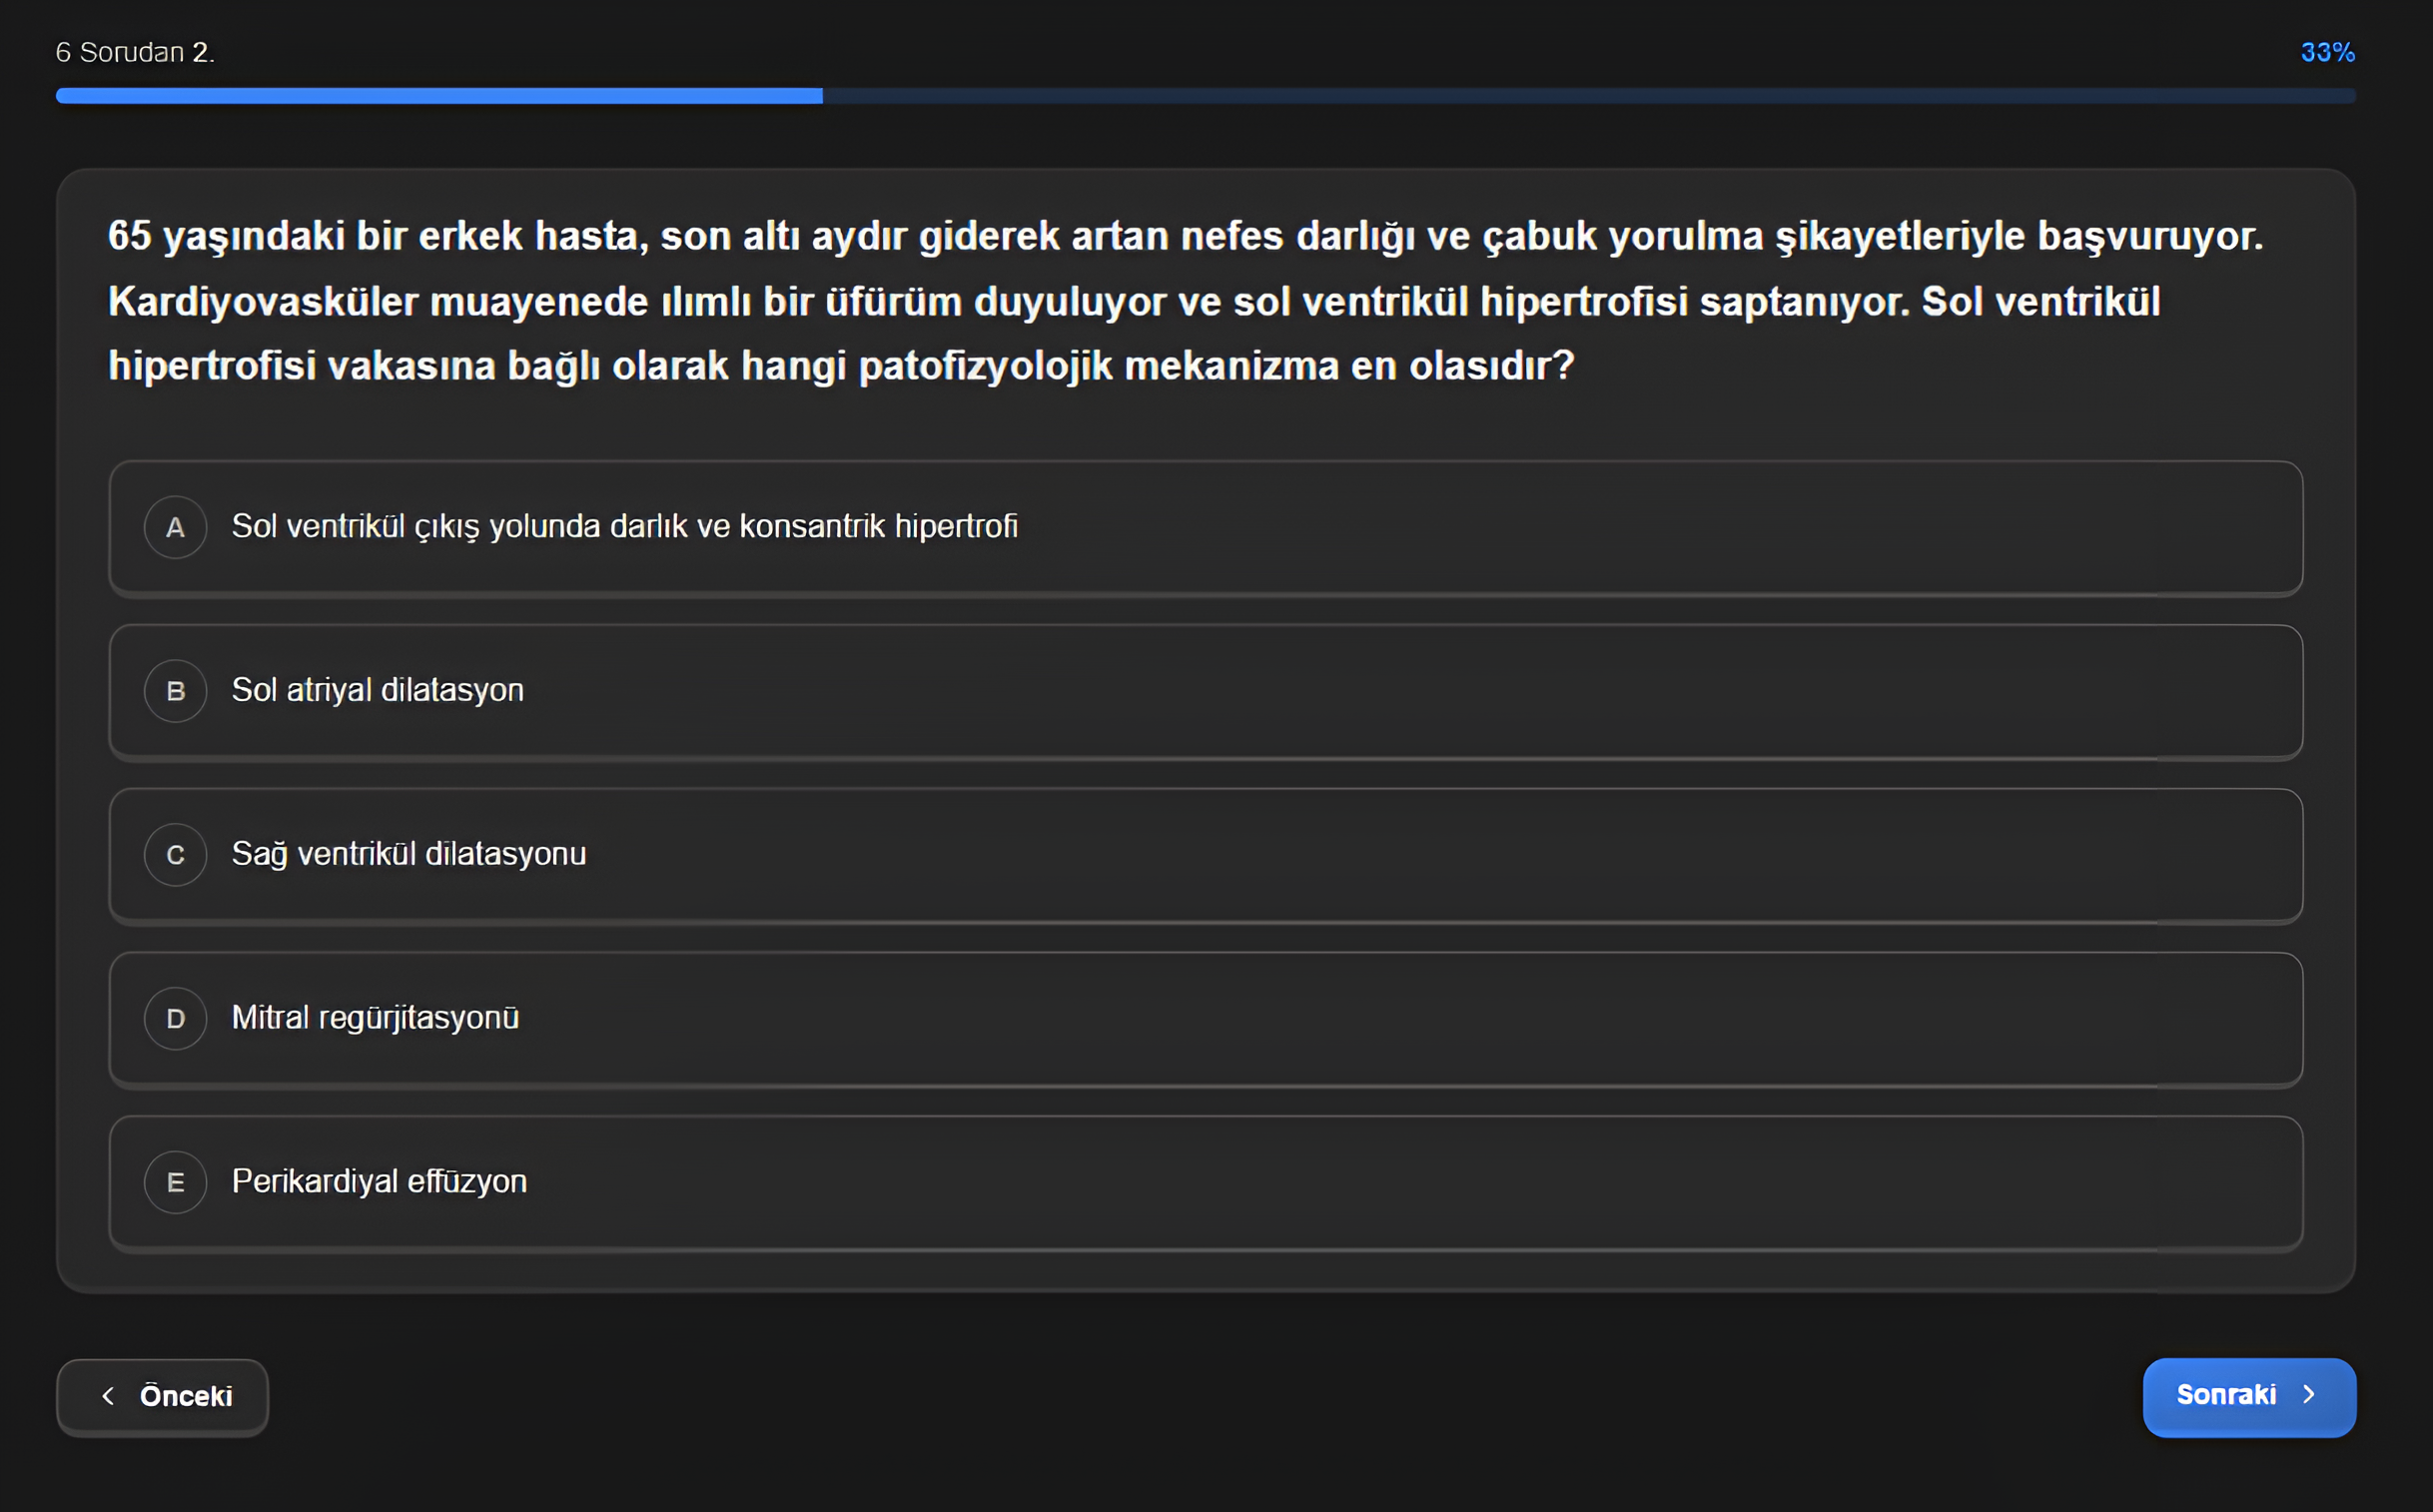 6 Sorudan 2.
33%
65 yaşındaki bir erkek hasta, son altı aydır giderek artan nefes darlığı ve çabuk yorulma şikayetleriyle başvuruyor.
Kardiyovasküler muayenede ılımlı bir üfürüm duyuluyor ve sol ventrikül hipertrofisi saptanıyor. Sol ventrikül
hipertrofisi vakasına bağlı olarak hangi patofizyolojik mekanizma en olasıdır?
A Sol ventrikül çıkış yolunda darlık ve konsantrik hipertrofi
B Sol atriyal dilatasyon
C Sağ ventrikül dilatasyonu
D Mitral regürjitasyonü
E Perikardiyal effüzyon
Önceki
Sonraki